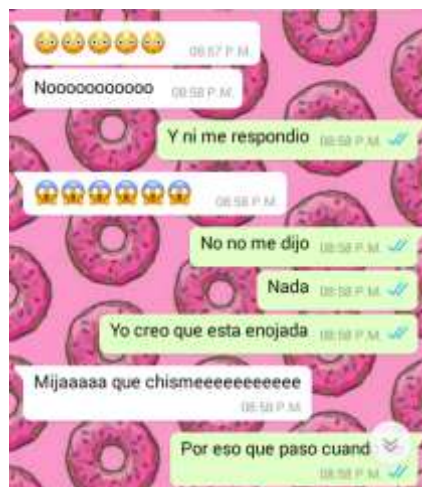 😳😳😳😳😳 08:57 P.M.
Nooooooooooo 08:58 P.M.
Y ni me respondio 08:58 P.M.
😱😱😱😱😱😱 08:58 P.M.
No no me dijo 08:58 P.M.
Nada 08:58 P.M.
Yo creo que esta enojada 08:58 P.M.
Mijaaaaa que chismeeeeeeeeeee
08:58 P.M.
Por eso que paso cuand
08:58 P.M.